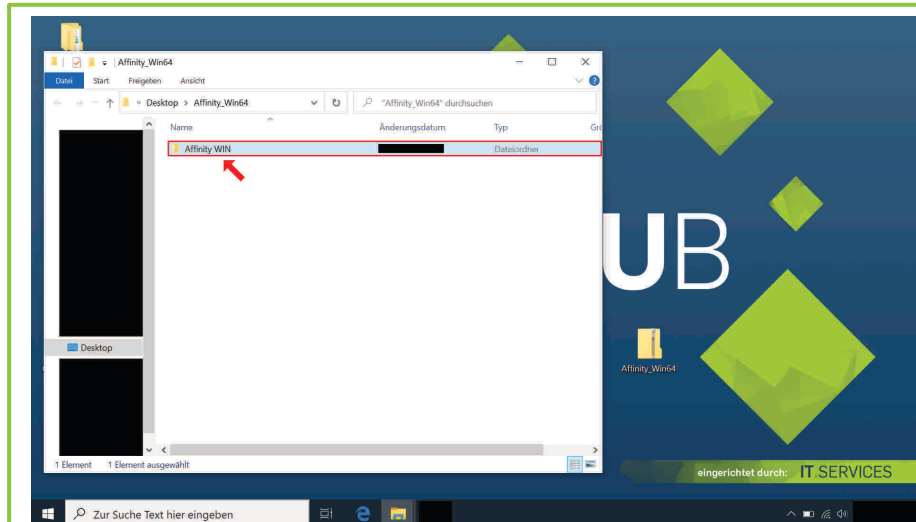 Affinity_Win64
Datei Start Freigeben Ansicht
« Desktop > Affinity_Win64
"Affinity_Win64" durchsuchen
Name Änderungsdatum Typ Grö
Affinity WIN Dateiordner
Desktop
1 Element 1 Element ausgewählt
UB
Affinity_Win64
eingerichtet durch: IT.SERVICES
Zur Suche Text hier eingeben